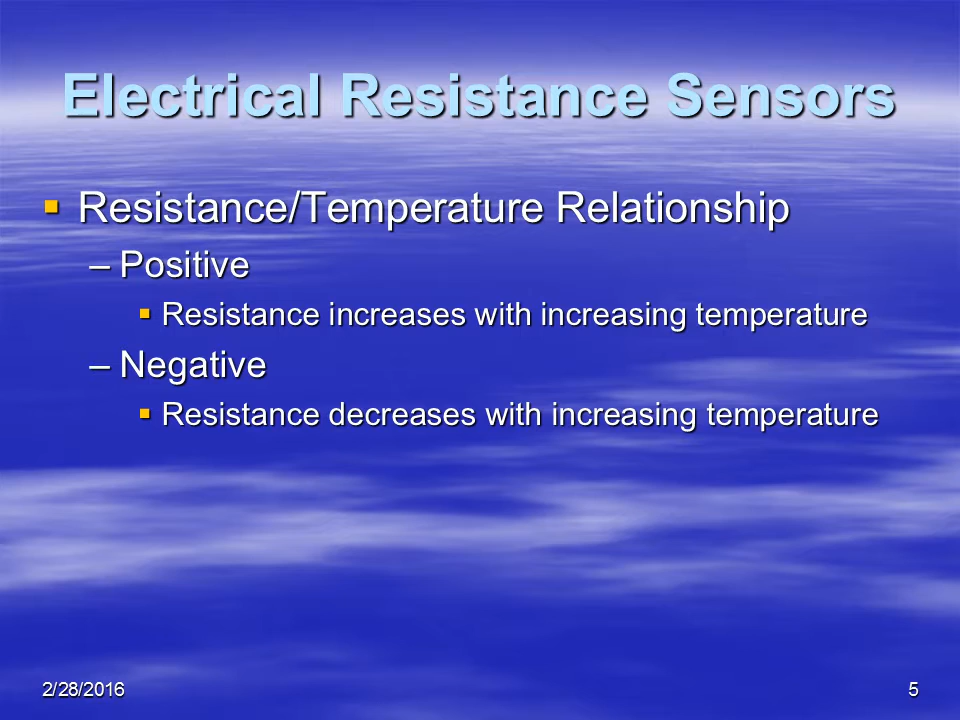 Electrical Resistance Sensors
▪ Resistance/Temperature Relationship
– Positive
▪ Resistance increases with increasing temperature
– Negative
▪ Resistance decreases with increasing temperature
2/28/2016 5